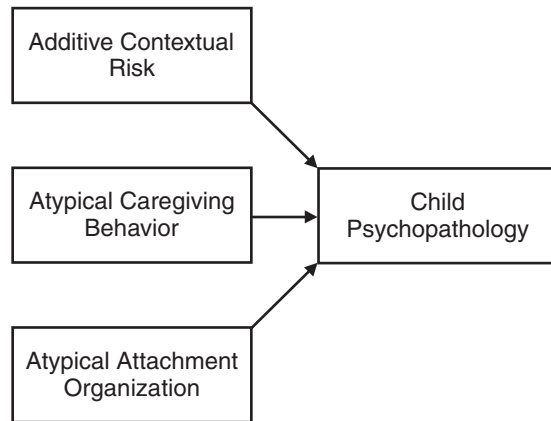 Additive Contextual
Risk
Atypical Caregiving
Behavior
Child
Psychopathology
Atypical Attachment
Organization